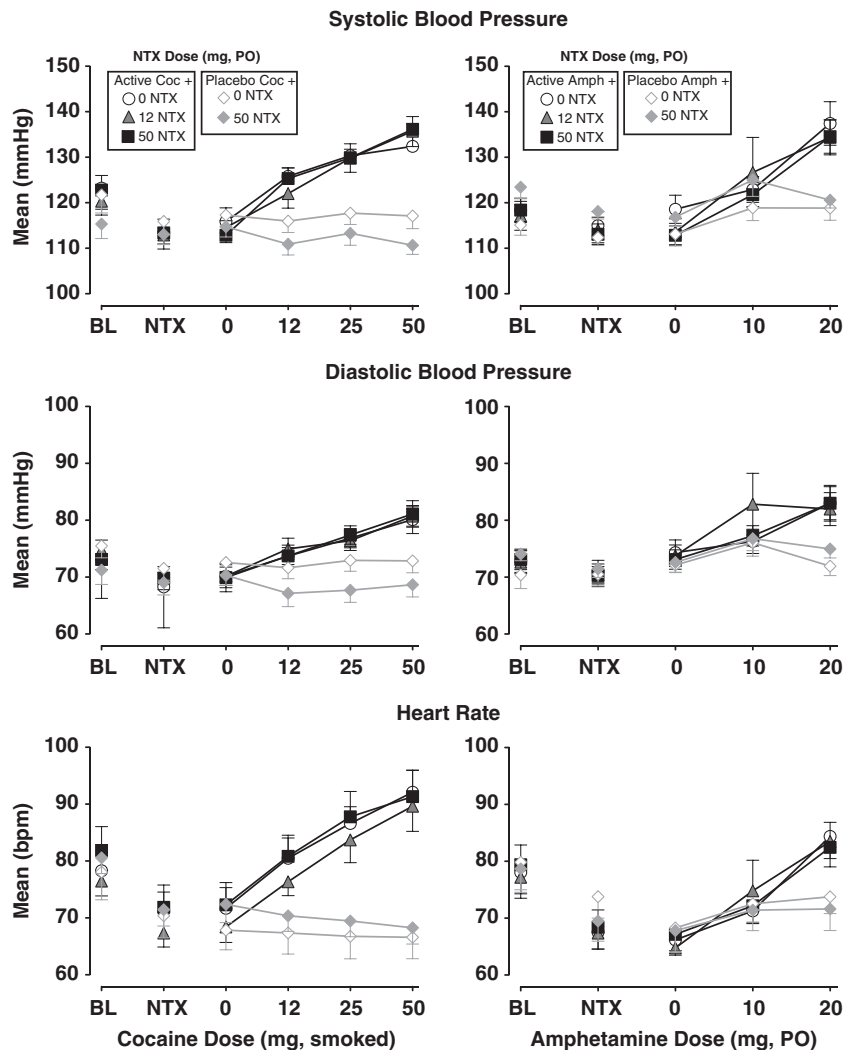 Systolic Blood Pressure
NTX Dose (mg, PO)
Active Coc +
0 NTX
12 NTX
50 NTX
Placebo Coc +
0 NTX
50 NTX
Mean (mmHg)
150
140
130
120
110
100
BL NTX 0 12 25 50
NTX Dose (mg, PO)
Active Amph +
0 NTX
12 NTX
50 NTX
Placebo Amph +
0 NTX
50 NTX
150
140
130
120
110
100
BL NTX 0 10 20
Diastolic Blood Pressure
Mean (mmHg)
100
90
80
70
60
BL NTX 0 12 25 50
100
90
80
70
60
BL NTX 0 10 20
Heart Rate
Mean (bpm)
100
90
80
70
60
BL NTX 0 12 25 50
Cocaine Dose (mg, smoked)
100
90
80
70
60
BL NTX 0 10 20
Amphetamine Dose (mg, PO)